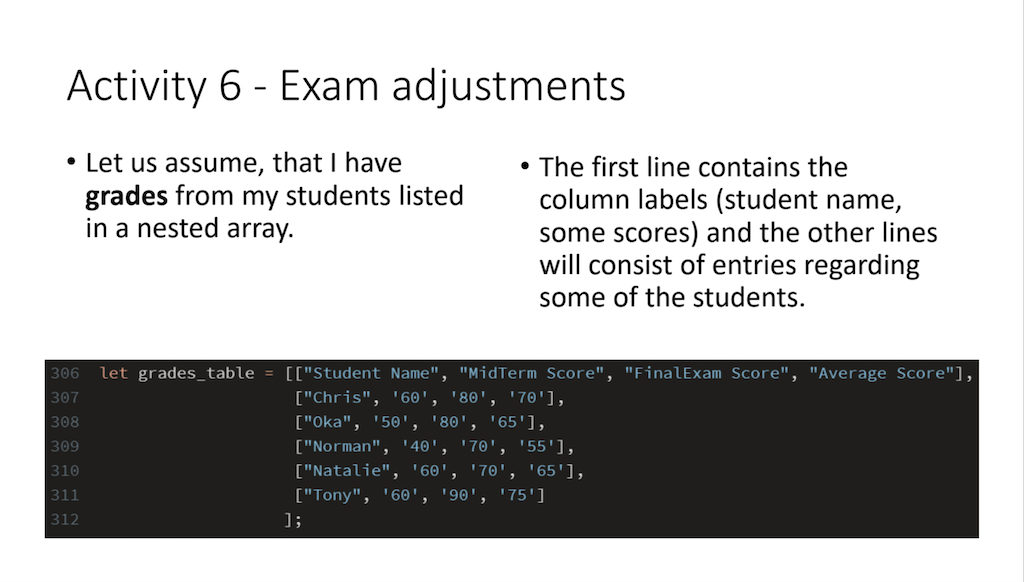 Activity 6 - Exam adjustments
• Let us assume, that I have
grades from my students listed
in a nested array.
• The first line contains the
column labels (student name,
some scores) and the other lines
will consist of entries regarding
some of the students.
306 let grades_table = [["Student Name", "MidTerm Score", "FinalExam Score", "Average Score"],
307 ["Chris", '60', '80', '70'],
308 ["Oka", '50', '80', '65'],
309 ["Norman", '40', '70', '55'],
310 ["Natalie", '60', '70', '65'],
311 ["Tony", '60', '90', '75']
312 ];